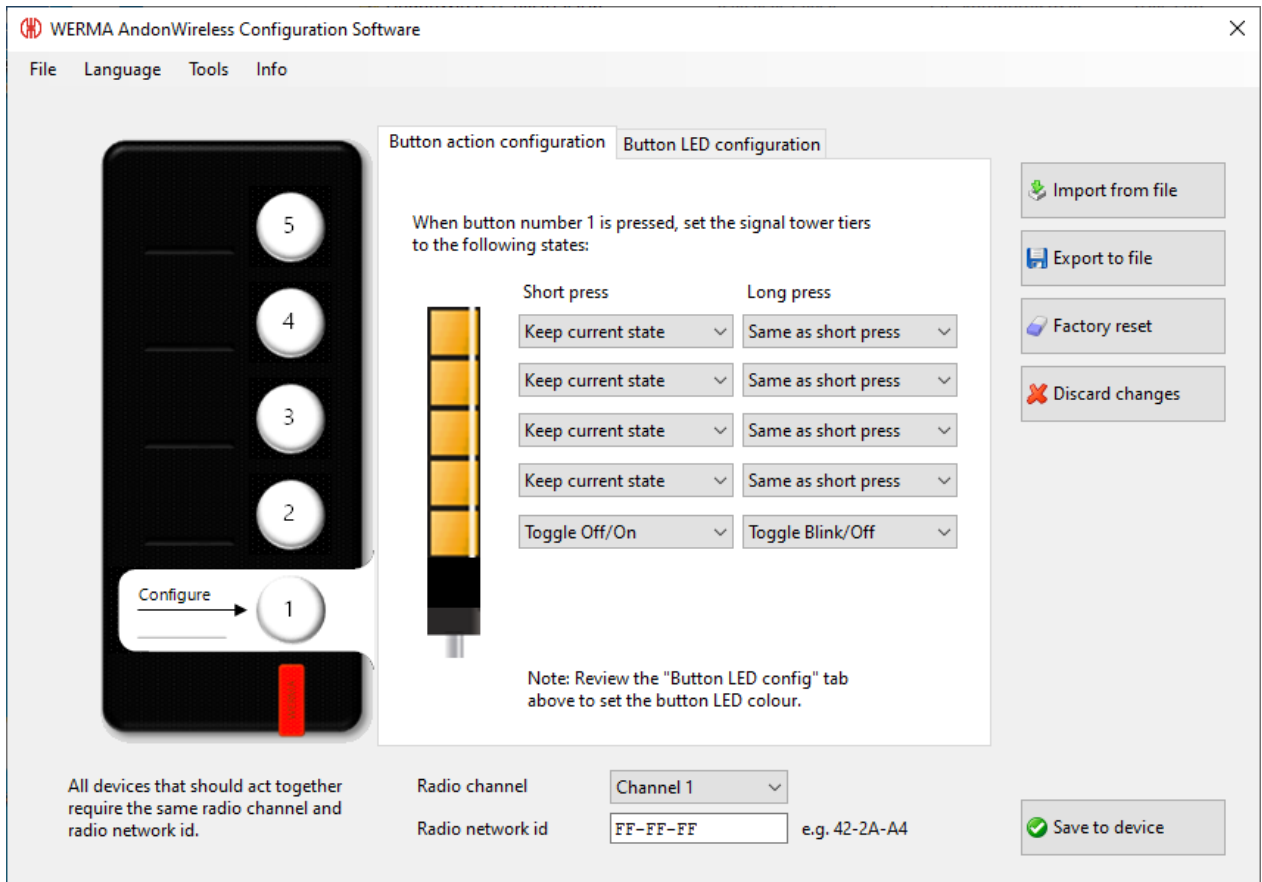 WERMA AndonWireless Configuration Software
File Language Tools Info
Button action configuration Button LED configuration
When button number 1 is pressed, set the signal tower tiers
to the following states:
Short press Long press
Keep current state Same as short press
Keep current state Same as short press
Keep current state Same as short press
Keep current state Same as short press
Toggle Off/On Toggle Blink/Off
Note: Review the "Button LED config" tab
above to set the button LED colour.
5
4
3
2
Configure
1
WERMA
Import from file
Export to file
Factory reset
Discard changes
All devices that should act together
require the same radio channel and
radio network id.
Radio channel Channel 1
Radio network id FF-FF-FF e.g. 42-2A-A4
Save to device